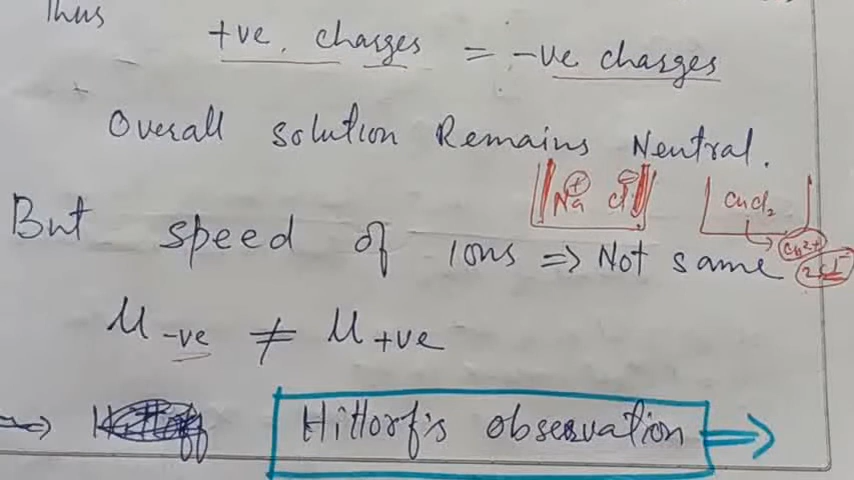 Thus
+ve, charges = -ve charges
Overall solution Remains Neutral.
Na+ Cl-
CuCl2
Cu2+
2Cl-
But speed of Ions => Not same
μ-ve ≠ μ+ve
Hittorf's observation =>